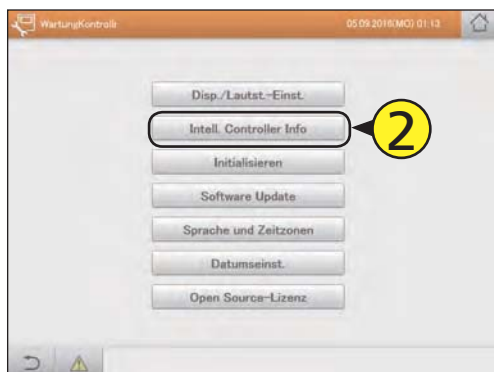 WartungKontrolle
05.09.2016(MO) 01:13
Disp./Lautst.-Einst.
Intell. Controller Info
2
Initialisieren
Software Update
Sprache und Zeitzonen
Datumseinst.
Open Source-Lizenz